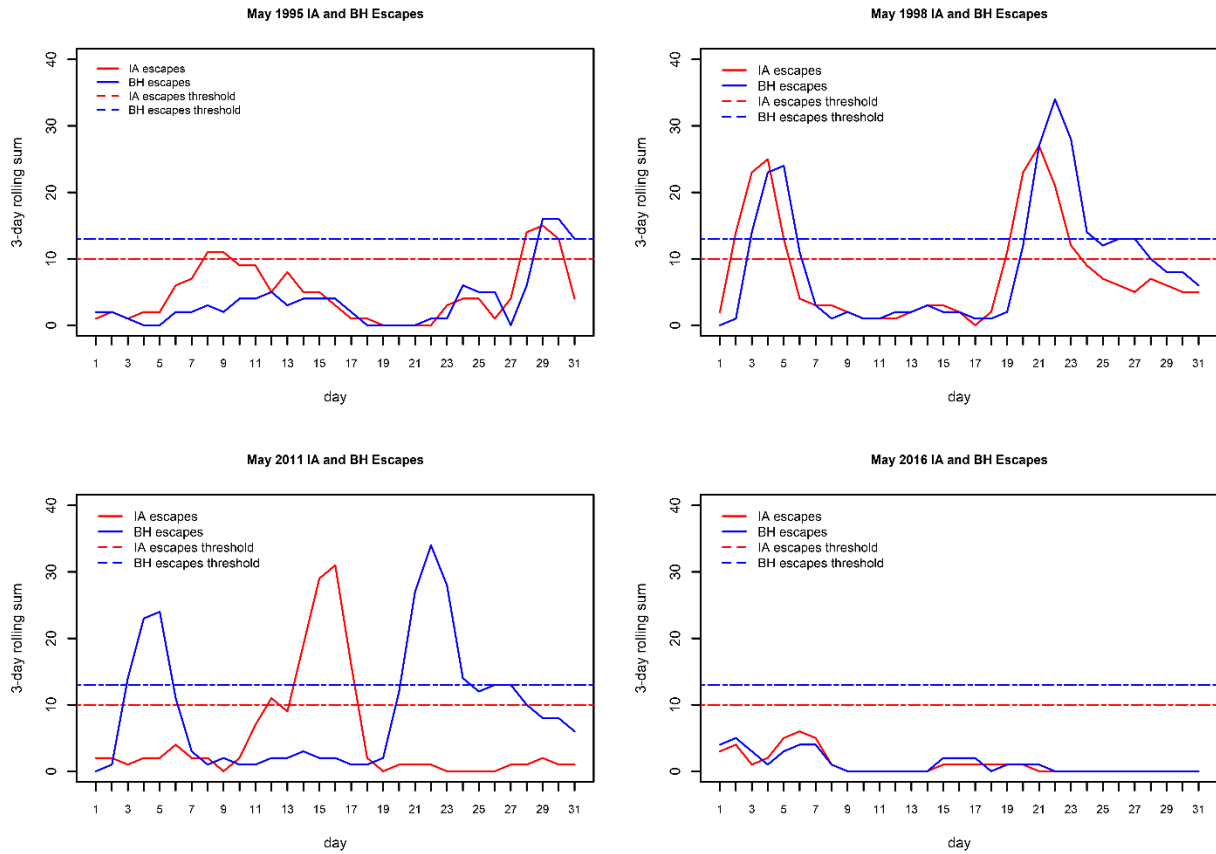 May 1995 IA and BH Escapes
40
30
20
10
0
3-day rolling sum
IA escapes
BH escapes
IA escapes threshold
BH escapes threshold
1 3 5 7 9 11 13 15 17 19 21 23 25 27 29 31
day
May 1998 IA and BH Escapes
40
30
20
10
0
3-day rolling sum
IA escapes
BH escapes
IA escapes threshold
BH escapes threshold
1 3 5 7 9 11 13 15 17 19 21 23 25 27 29 31
day
May 2011 IA and BH Escapes
40
30
20
10
0
3-day rolling sum
IA escapes
BH escapes
IA escapes threshold
BH escapes threshold
1 3 5 7 9 11 13 15 17 19 21 23 25 27 29 31
day
May 2016 IA and BH Escapes
40
30
20
10
0
3-day rolling sum
IA escapes
BH escapes
IA escapes threshold
BH escapes threshold
1 3 5 7 9 11 13 15 17 19 21 23 25 27 29 31
day